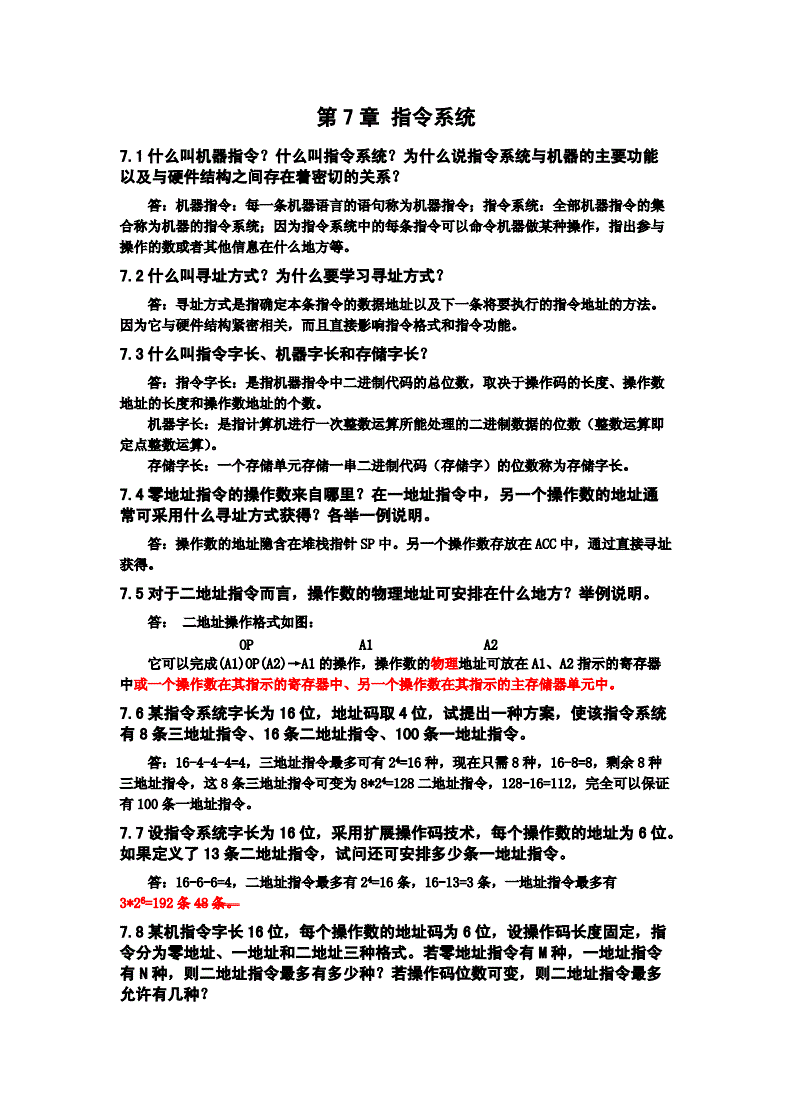 第 7 章 指令系统
7.1 什么叫机器指令？什么叫指令系统？为什么说指令系统与机器的主要功能
以及与硬件结构之间存在着密切的关系？
答：机器指令：每一条机器语言的语句称为机器指令；指令系统：全部机器指令的集
合称为机器的指令系统；因为指令系统中的每条指令可以命令机器做某种操作，指出参与
操作的数或者其他信息在什么地方等。
7.2 什么叫寻址方式？为什么要学习寻址方式？
答：寻址方式是指确定本条指令的数据地址以及下一条将要执行的指令地址的方法。
因为它与硬件结构紧密相关，而且直接影响指令格式和指令功能。
7.3 什么叫指令字长、机器字长和存储字长？
答：指令字长：是指机器指令中二进制代码的总位数，取决于操作码的长度、操作数
地址的长度和操作数地址的个数。
机器字长：是指计算机进行一次整数运算所能处理的二进制数据的位数（整数运算即
定点整数运算）。
存储字长：一个存储单元存储一串二进制代码（存储字）的位数称为存储字长。
7.4 零地址指令的操作数来自哪里？在一地址指令中，另一个操作数的地址通
常可采用什么寻址方式获得？各举一例说明。
答：操作数的地址隐含在堆栈指针 SP 中。另一个操作数存放在 ACC 中，通过直接寻址
获得。
7.5 对于二地址指令而言，操作数的物理地址可安排在什么地方？举例说明。
答： 二地址操作格式如图：
OP A1 A2
它可以完成(A1)OP(A2)→A1 的操作，操作数的物理地址可放在 A1、A2 指示的寄存器
中或一个操作数在其指示的寄存器中、另一个操作数在其指示的主存储器单元中。
7.6 某指令系统字长为 16 位，地址码取 4 位，试提出一种方案，使该指令系统
有 8 条三地址指令、16 条二地址指令、100 条一地址指令。
答：16-4-4-4=4，三地址指令最多可有 2⁴=16 种，现在只需 8 种，16-8=8，剩余 8 种
三地址指令，这 8 条三地址指令可变为 8*2⁴=128 二地址指令，128-16=112，完全可以保证
有 100 条一地址指令。
7.7 设指令系统字长为 16 位，采用扩展操作码技术，每个操作数的地址为 6 位。
如果定义了 13 条二地址指令，试问还可安排多少条一地址指令。
答：16-6-6=4，二地址指令最多有 2⁴=16 条，16-13=3 条，一地址指令最多有
3*2⁶=192 条 48 条。
7.8 某机指令字长 16 位，每个操作数的地址码为 6 位，设操作码长度固定，指
令分为零地址、一地址和二地址三种格式。若零地址指令有 M 种，一地址指令
有 N 种，则二地址指令最多有多少种？若操作码位数可变，则二地址指令最多
允许有几种？